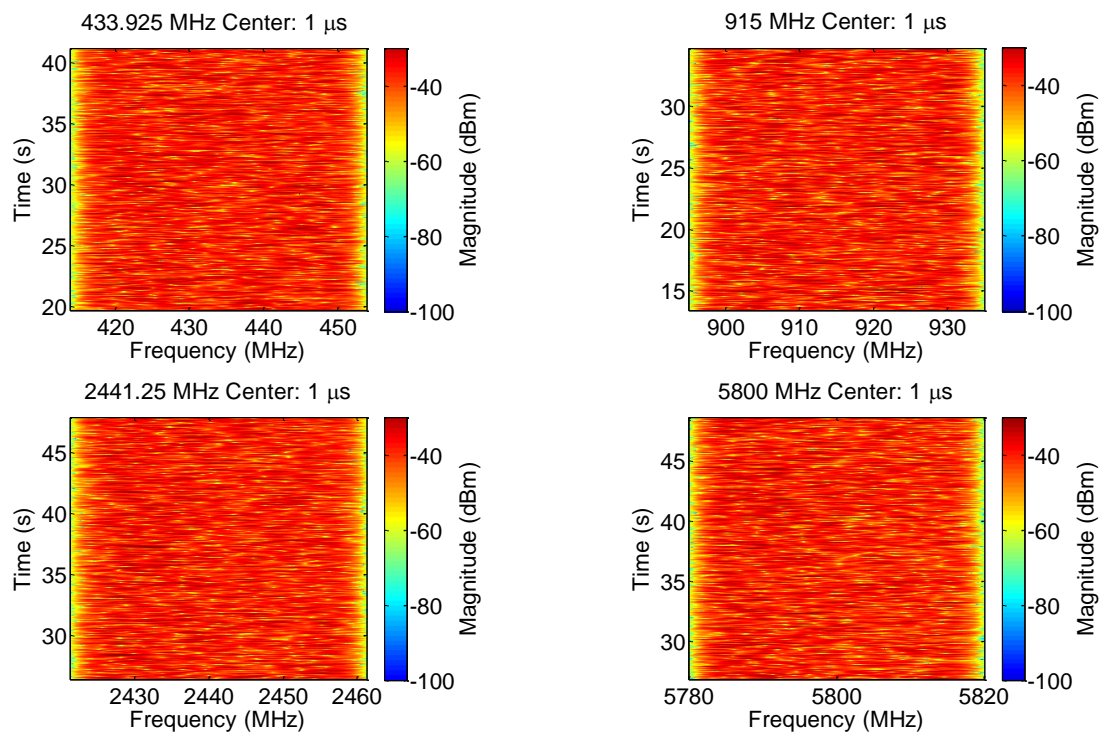 433.925 MHz Center: 1 μs
40
35
30
25
20
Time (s)
420 430 440 450
Frequency (MHz)
-40
-60
-80
-100
Magnitude (dBm)
915 MHz Center: 1 μs
30
25
20
15
Time (s)
900 910 920 930
Frequency (MHz)
-40
-60
-80
-100
Magnitude (dBm)
2441.25 MHz Center: 1 μs
45
40
35
30
Time (s)
2430 2440 2450 2460
Frequency (MHz)
-40
-60
-80
-100
Magnitude (dBm)
5800 MHz Center: 1 μs
45
40
35
30
Time (s)
5780 5800 5820
Frequency (MHz)
-40
-60
-80
-100
Magnitude (dBm)